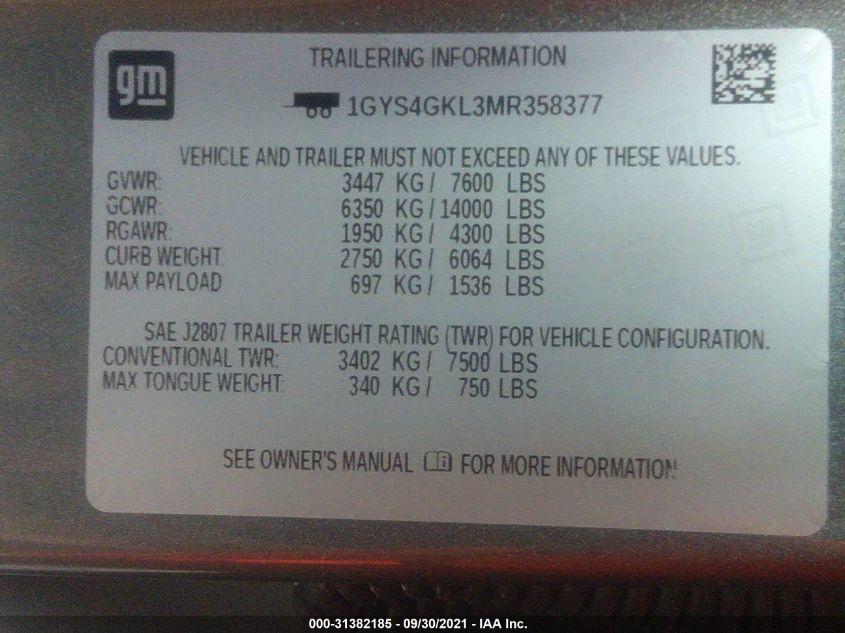 gm
TRAILERING INFORMATION
1GYS4GKL3MR358377
VEHICLE AND TRAILER MUST NOT EXCEED ANY OF THESE VALUES.
GVWR: 3447 KG / 7600 LBS
GCWR: 6350 KG / 14000 LBS
RGAWR: 1950 KG / 4300 LBS
CURB WEIGHT 2750 KG / 6064 LBS
MAX PAYLOAD 697 KG / 1536 LBS
SAE J2807 TRAILER WEIGHT RATING (TWR) FOR VEHICLE CONFIGURATION.
CONVENTIONAL TWR: 3402 KG / 7500 LBS
MAX TONGUE WEIGHT: 340 KG / 750 LBS
SEE OWNER'S MANUAL FOR MORE INFORMATION
000-31382185 - 09/30/2021 - IAA Inc.